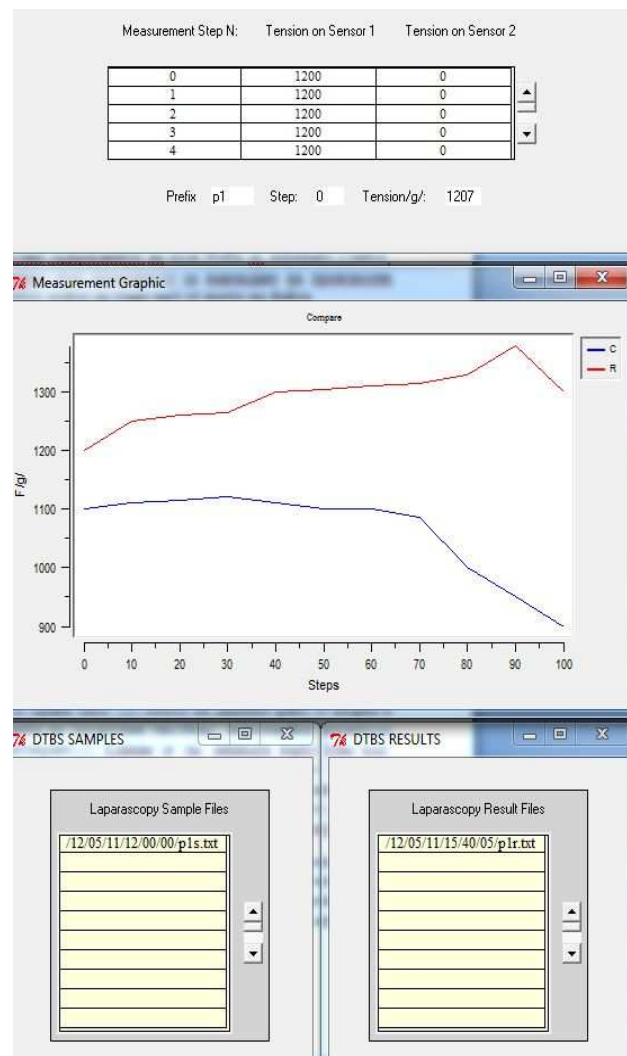 Measurement Step N: Tension on Sensor 1 Tension on Sensor 2
0 1200 0
1 1200 0
2 1200 0
3 1200 0
4 1200 0
Prefix p1 Step: 0 Tension/g/: 1207
Measurement Graphic
Compare
C
R
F/g/
1300
1200
1100
1000
900
0 10 20 30 40 50 60 70 80 90 100
Steps
DTBS SAMPLES
Laparascopy Sample Files
/12/05/11/12/00/00/p1s.txt
DTBS RESULTS
Laparascopy Result Files
/12/05/11/15/40/05/p1r.txt